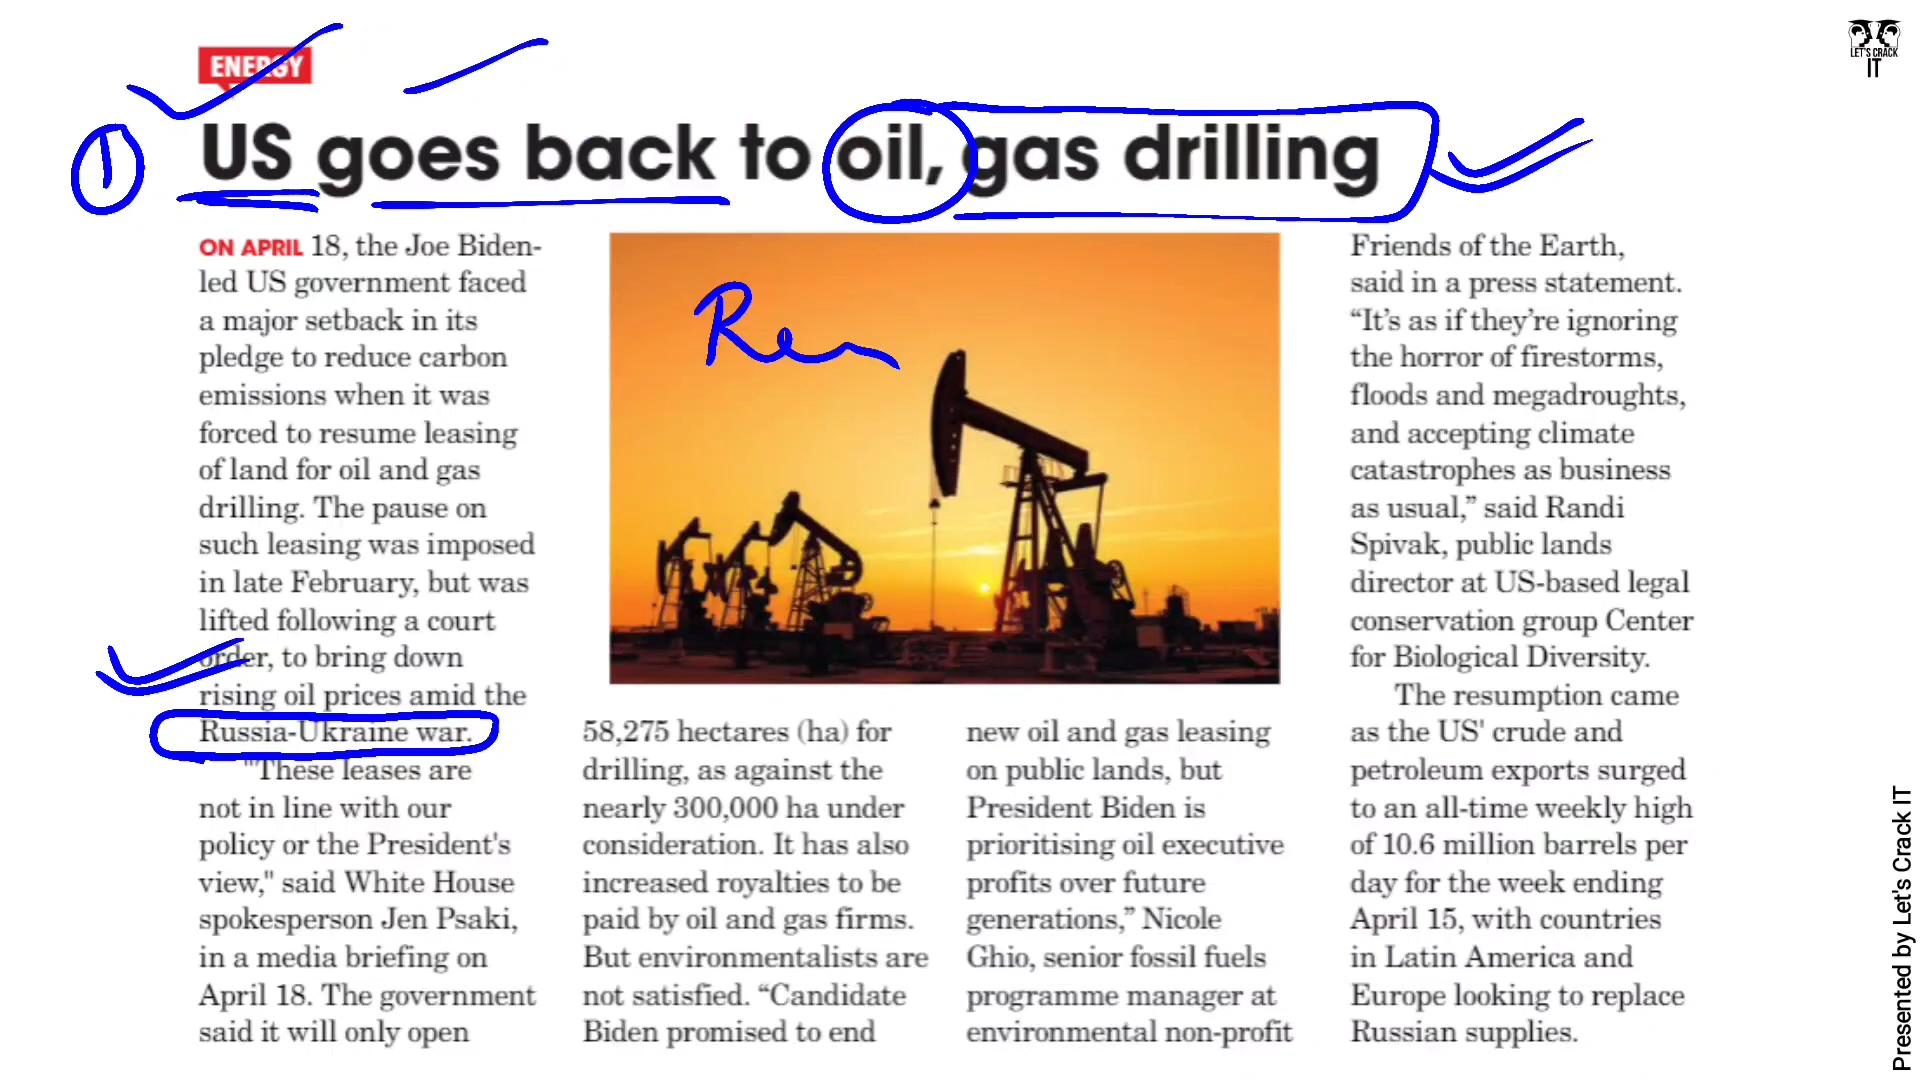 ENERGY
LET'S CRACK
IT
1
US goes back to oil, gas drilling
ON APRIL 18, the Joe Biden-
led US government faced
a major setback in its
pledge to reduce carbon
emissions when it was
forced to resume leasing
of land for oil and gas
drilling. The pause on
such leasing was imposed
in late February, but was
lifted following a court
order, to bring down
rising oil prices amid the
Russia-Ukraine war.
"These leases are
not in line with our
policy or the President's
view," said White House
spokesperson Jen Psaki,
in a media briefing on
April 18. The government
said it will only open
Ren
58,275 hectares (ha) for
drilling, as against the
nearly 300,000 ha under
consideration. It has also
increased royalties to be
paid by oil and gas firms.
But environmentalists are
not satisfied. “Candidate
Biden promised to end
new oil and gas leasing
on public lands, but
President Biden is
prioritising oil executive
profits over future
generations,” Nicole
Ghio, senior fossil fuels
programme manager at
environmental non-profit
Friends of the Earth,
said in a press statement.
“It’s as if they’re ignoring
the horror of firestorms,
floods and megadroughts,
and accepting climate
catastrophes as business
as usual,” said Randi
Spivak, public lands
director at US-based legal
conservation group Center
for Biological Diversity.
The resumption came
as the US' crude and
petroleum exports surged
to an all-time weekly high
of 10.6 million barrels per
day for the week ending
April 15, with countries
in Latin America and
Europe looking to replace
Russian supplies.
Presented by Let's Crack IT